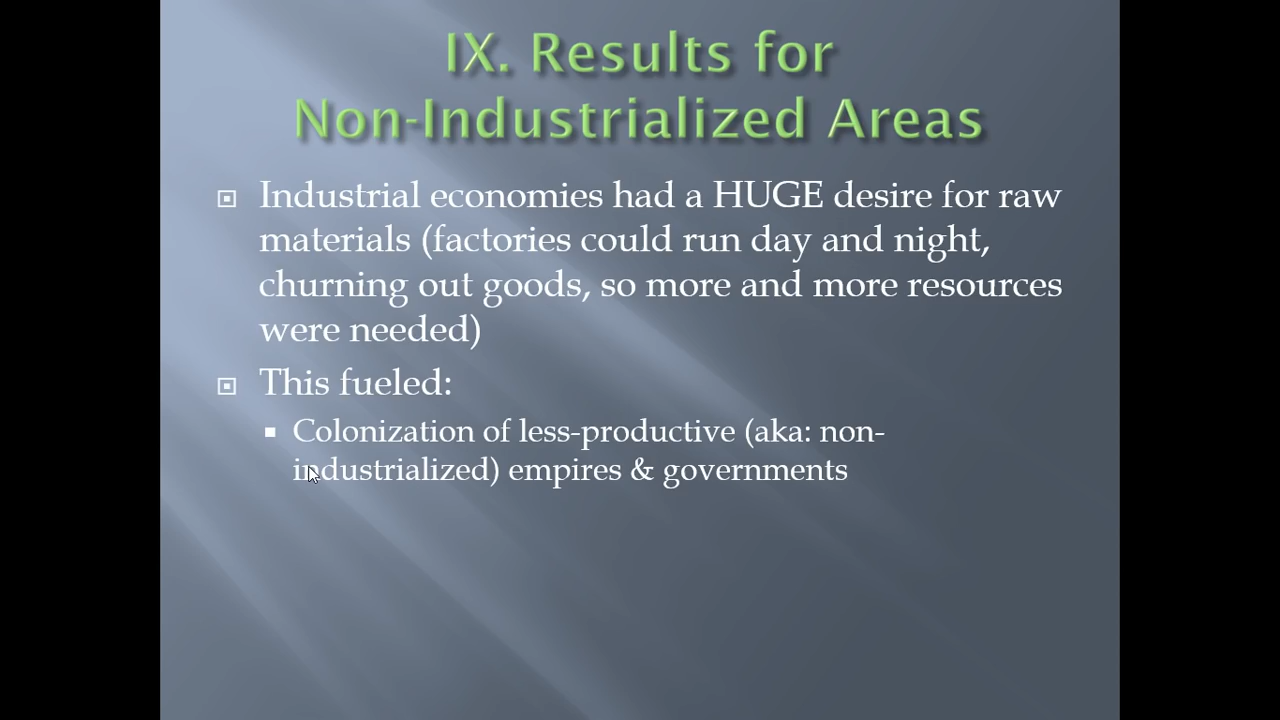 IX. Results for
Non-Industrialized Areas
Industrial economies had a HUGE desire for raw
materials (factories could run day and night,
churning out goods, so more and more resources
were needed)
This fueled:
Colonization of less-productive (aka: non-
industrialized) empires & governments